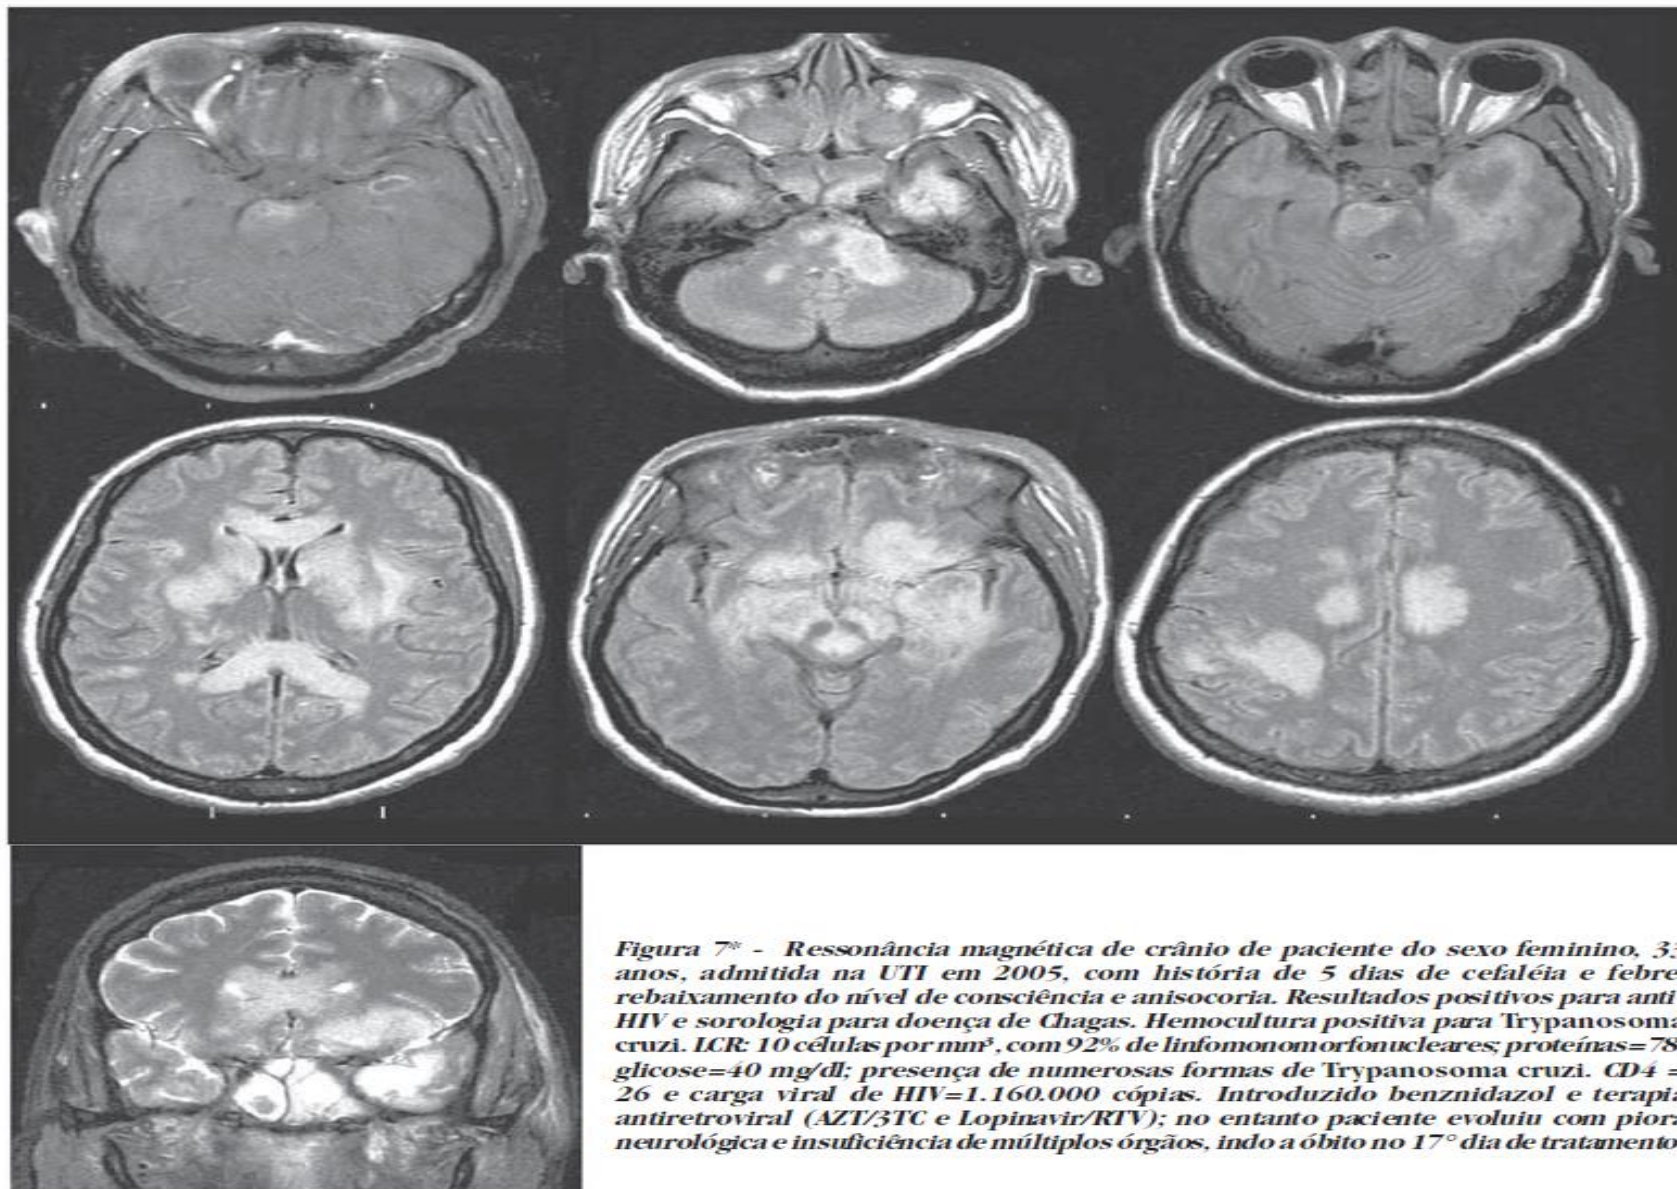 Figura 7* - Ressonância magnética de crânio de paciente do sexo feminino, 33
anos, admitida na UTI em 2005, com história de 5 dias de cefaléia e febre
rebaixamento do nível de consciência e anisocoria. Resultados positivos para anti
HIV e sorologia para doença de Chagas. Hemocultura positiva para Trypanosoma
cruzi. LCR: 10 células por mm³, com 92% de linfomonomorfonucleares; proteínas=78
glicose=40 mg/dl; presença de numerosas formas de Trypanosoma cruzi. CD4 =
26 e carga viral de HIV=1.160.000 cópias. Introduzido benznidazol e terapia
antiretroviral (AZT/3TC e Lopinavir/RTV); no entanto paciente evoluiu com piora
neurológica e insuficiência de múltiplos órgãos, indo a óbito no 17° dia de tratamento